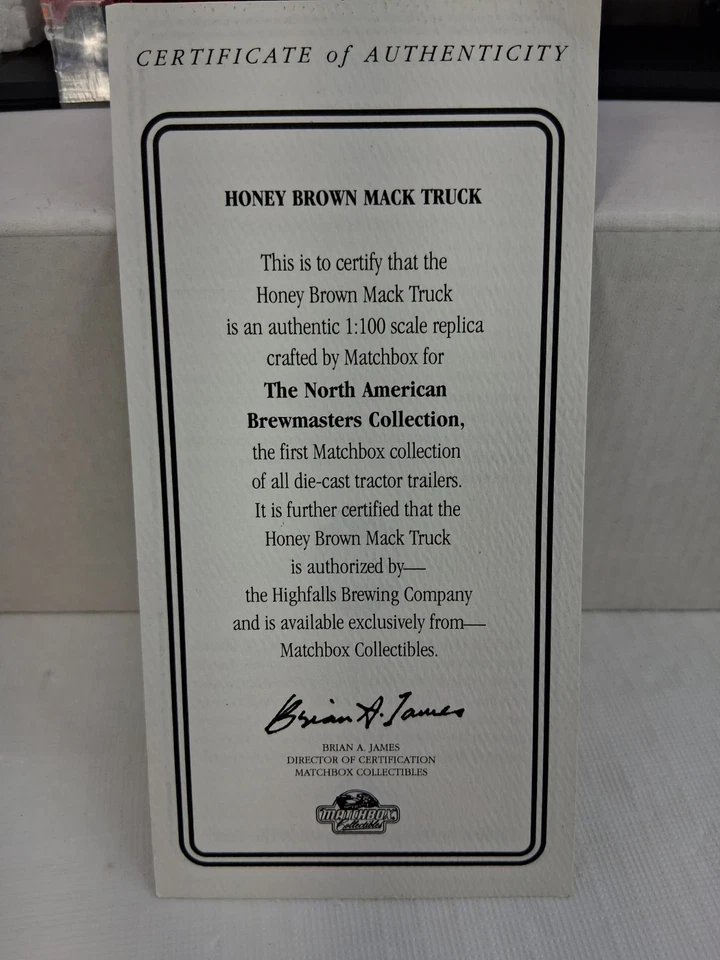 CERTIFICATE of AUTHENTICITY
HONEY BROWN MACK TRUCK
This is to certify that the
Honey Brown Mack Truck
is an authentic 1:100 scale replica
crafted by Matchbox for
The North American
Brewmasters Collection,
the first Matchbox collection
of all die-cast tractor trailers.
It is further certified that the
Honey Brown Mack Truck
is authorized by—
the Highfalls Brewing Company
and is available exclusively from—
Matchbox Collectibles.
Brian A. James
BRIAN A. JAMES
DIRECTOR OF CERTIFICATION
MATCHBOX COLLECTIBLES
MATCHBOX
Collectibles